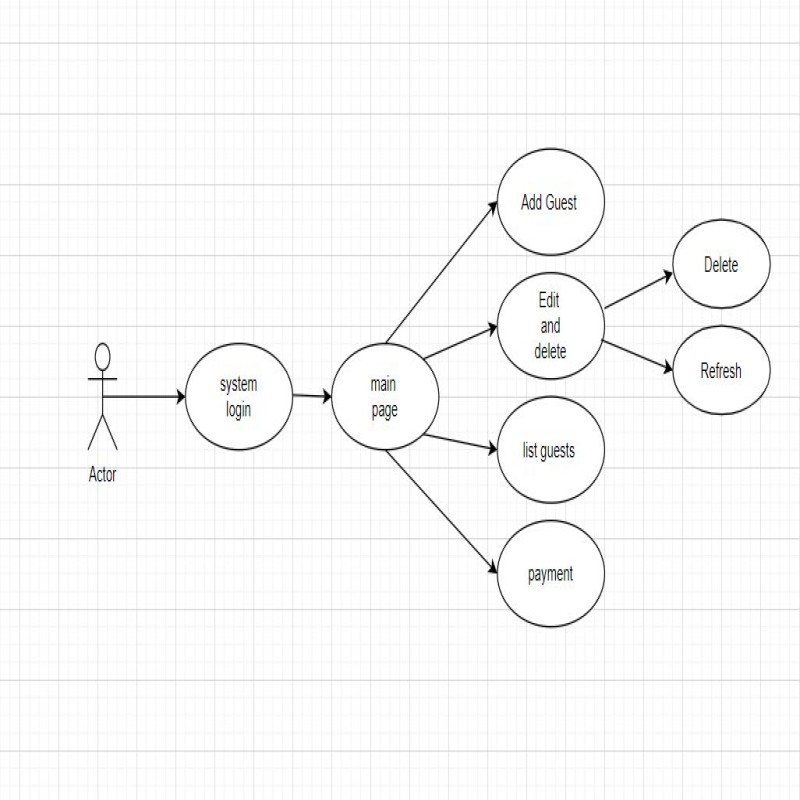 Add Guest
Delete
Edit
and
delete
Refresh
system
login
main
page
list guests
Actor
payment